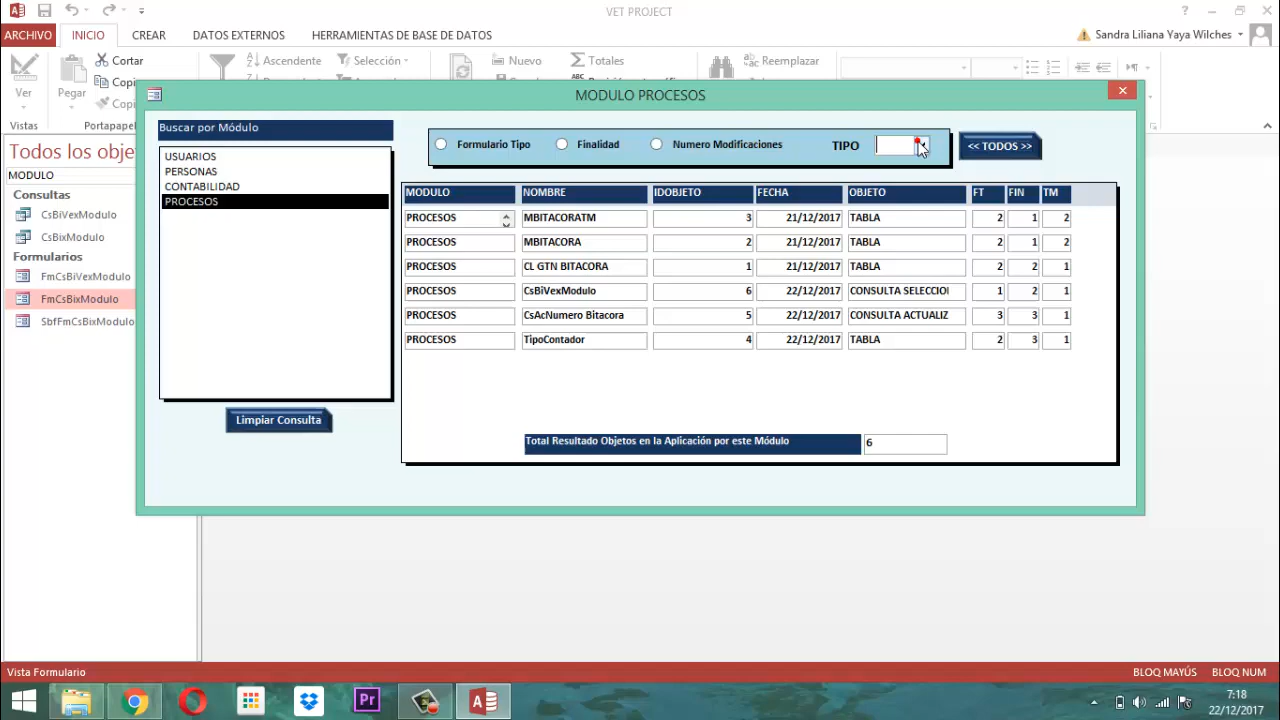 VET PROJECT
ARCHIVO INICIO CREAR DATOS EXTERNOS HERRAMIENTAS DE BASE DE DATOS Sandra Liliana Yaya Wilches
Ver
Vistas
Pegar
Cortar
Portapapel
Ascendente
Selección
Nuevo
Totales
Reemplazar
Todos los obje
MODULO
Consultas
CsBiVexModulo
CsBixModulo
Formularios
FmCsBiVexModulo
FmCsBixModulo
SbfFmCsBixModulo
MODULO PROCESOS
Buscar por Módulo
USUARIOS
PERSONAS
CONTABILIDAD
PROCESOS
Limpiar Consulta
Formulario Tipo Finalidad Numero Modificaciones TIPO << TODOS >>
MODULO NOMBRE IDOBJETO FECHA OBJETO FT FIN TM
PROCESOS MBITACORATM 3 21/12/2017 TABLA 2 1 2
PROCESOS MBITACORA 2 21/12/2017 TABLA 2 1 2
PROCESOS CL GTN BITACORA 1 21/12/2017 TABLA 2 2 1
PROCESOS CsBiVexModulo 6 22/12/2017 CONSULTA SELECCIOI 1 2 1
PROCESOS CsAcNumero Bitacora 5 22/12/2017 CONSULTA ACTUALIZ 3 3 1
PROCESOS TipoContador 4 22/12/2017 TABLA 2 3 1
Total Resultado Objetos en la Aplicación por este Módulo 6
Vista Formulario BLOQ MAYÚS BLOQ NUM
Pr
7:18
22/12/2017